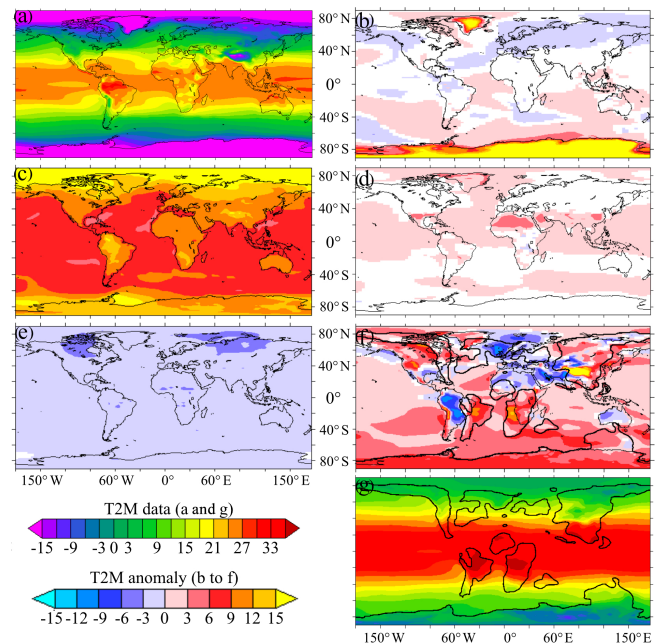 (a)
80° N
40° N
0°
40° S
80° S
(b)
(c)
80° N
40° N
0°
40° S
80° S
(d)
(e)
80° N
40° N
0°
40° S
80° S
(f)
150°W 60°W 0° 60°E 150°E
(g)
T2M data (a and g)
-15 -9 -3 0 3 9 15 21 27 33
T2M anomaly (b to f)
-15 -12 -9 -6 -3 0 3 6 9 12 15
150°W 60°W 0° 60°E 150°E